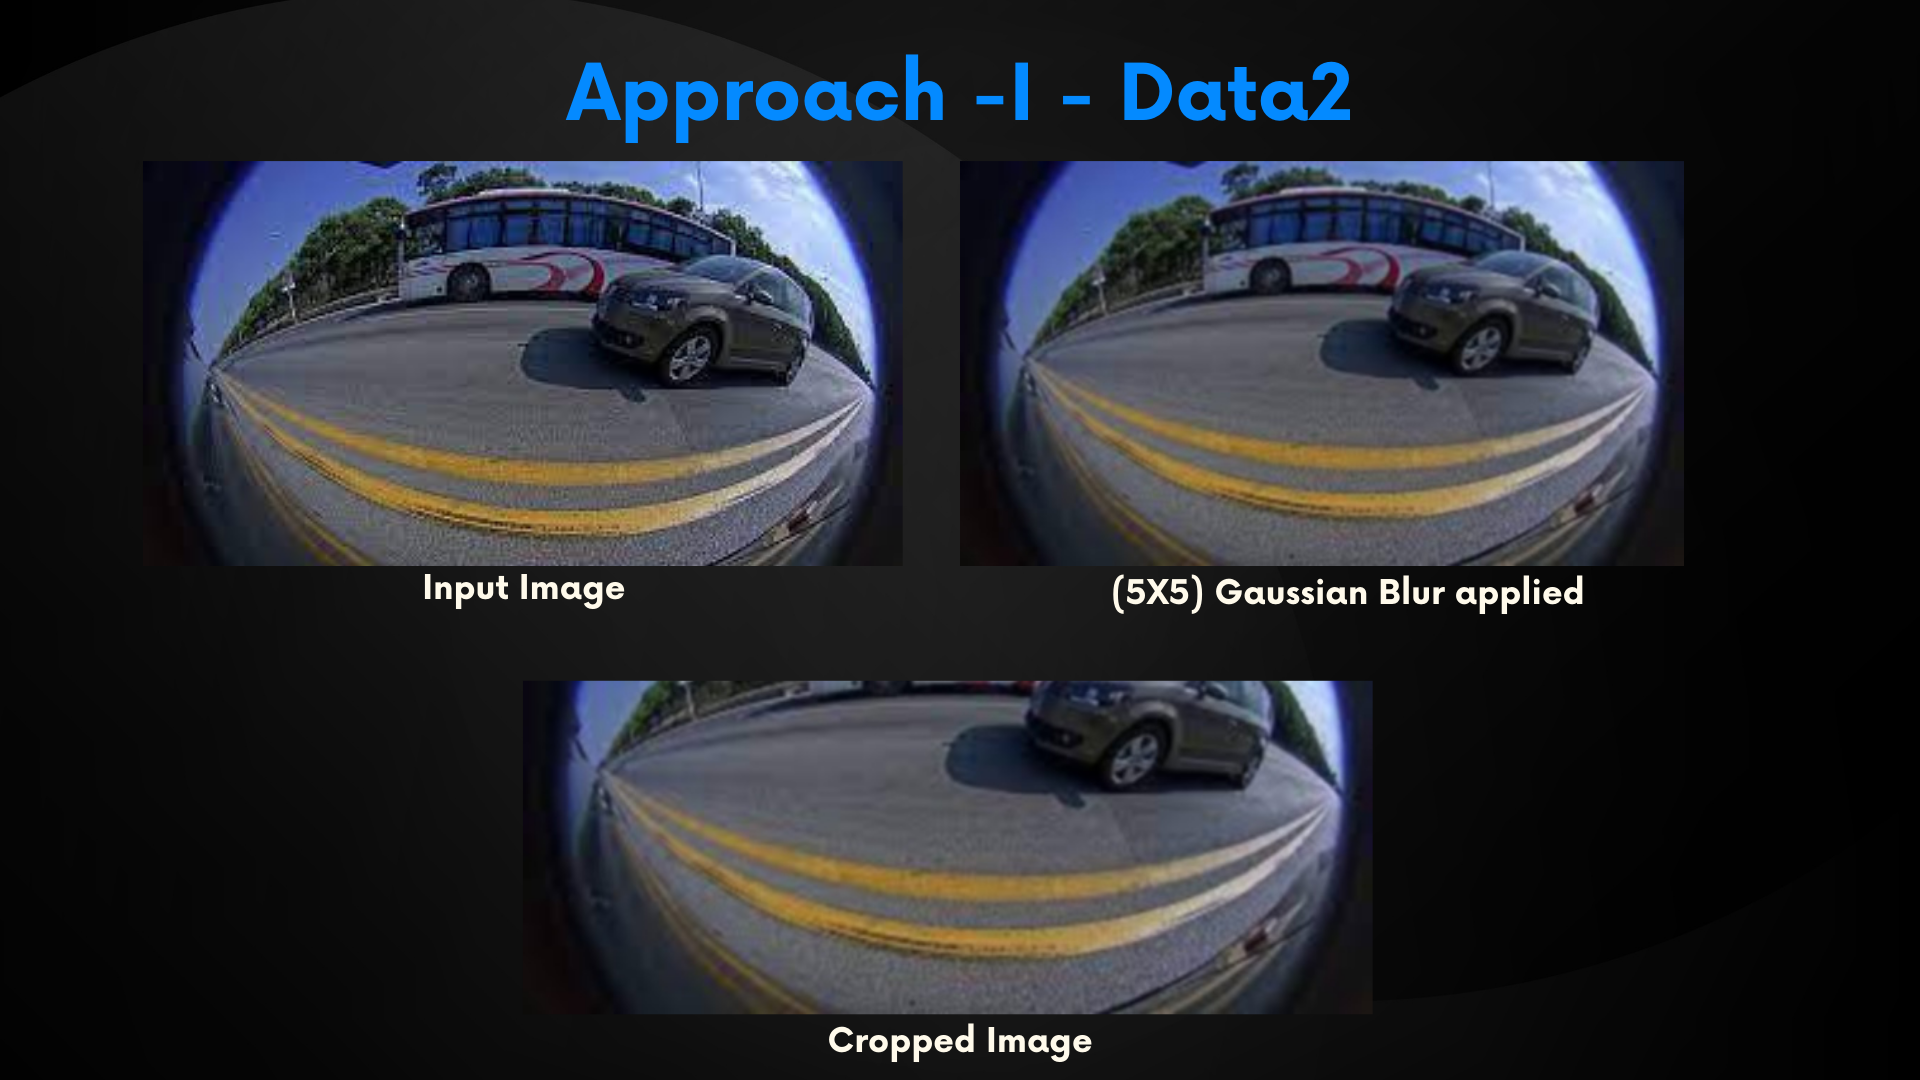 Approach -I - Data2
Input Image
(5X5) Gaussian Blur applied
Cropped Image